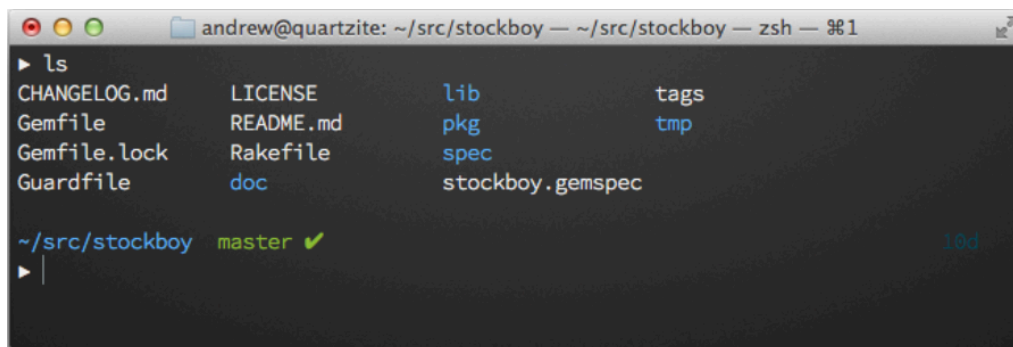 andrew@quartzite: ~/src/stockboy — ~/src/stockboy — zsh — ⌘1
▶ ls
CHANGELOG.md LICENSE lib tags
Gemfile README.md pkg tmp
Gemfile.lock Rakefile spec
Guardfile doc stockboy.gemspec
~/src/stockboy master ✔ 10d
▶